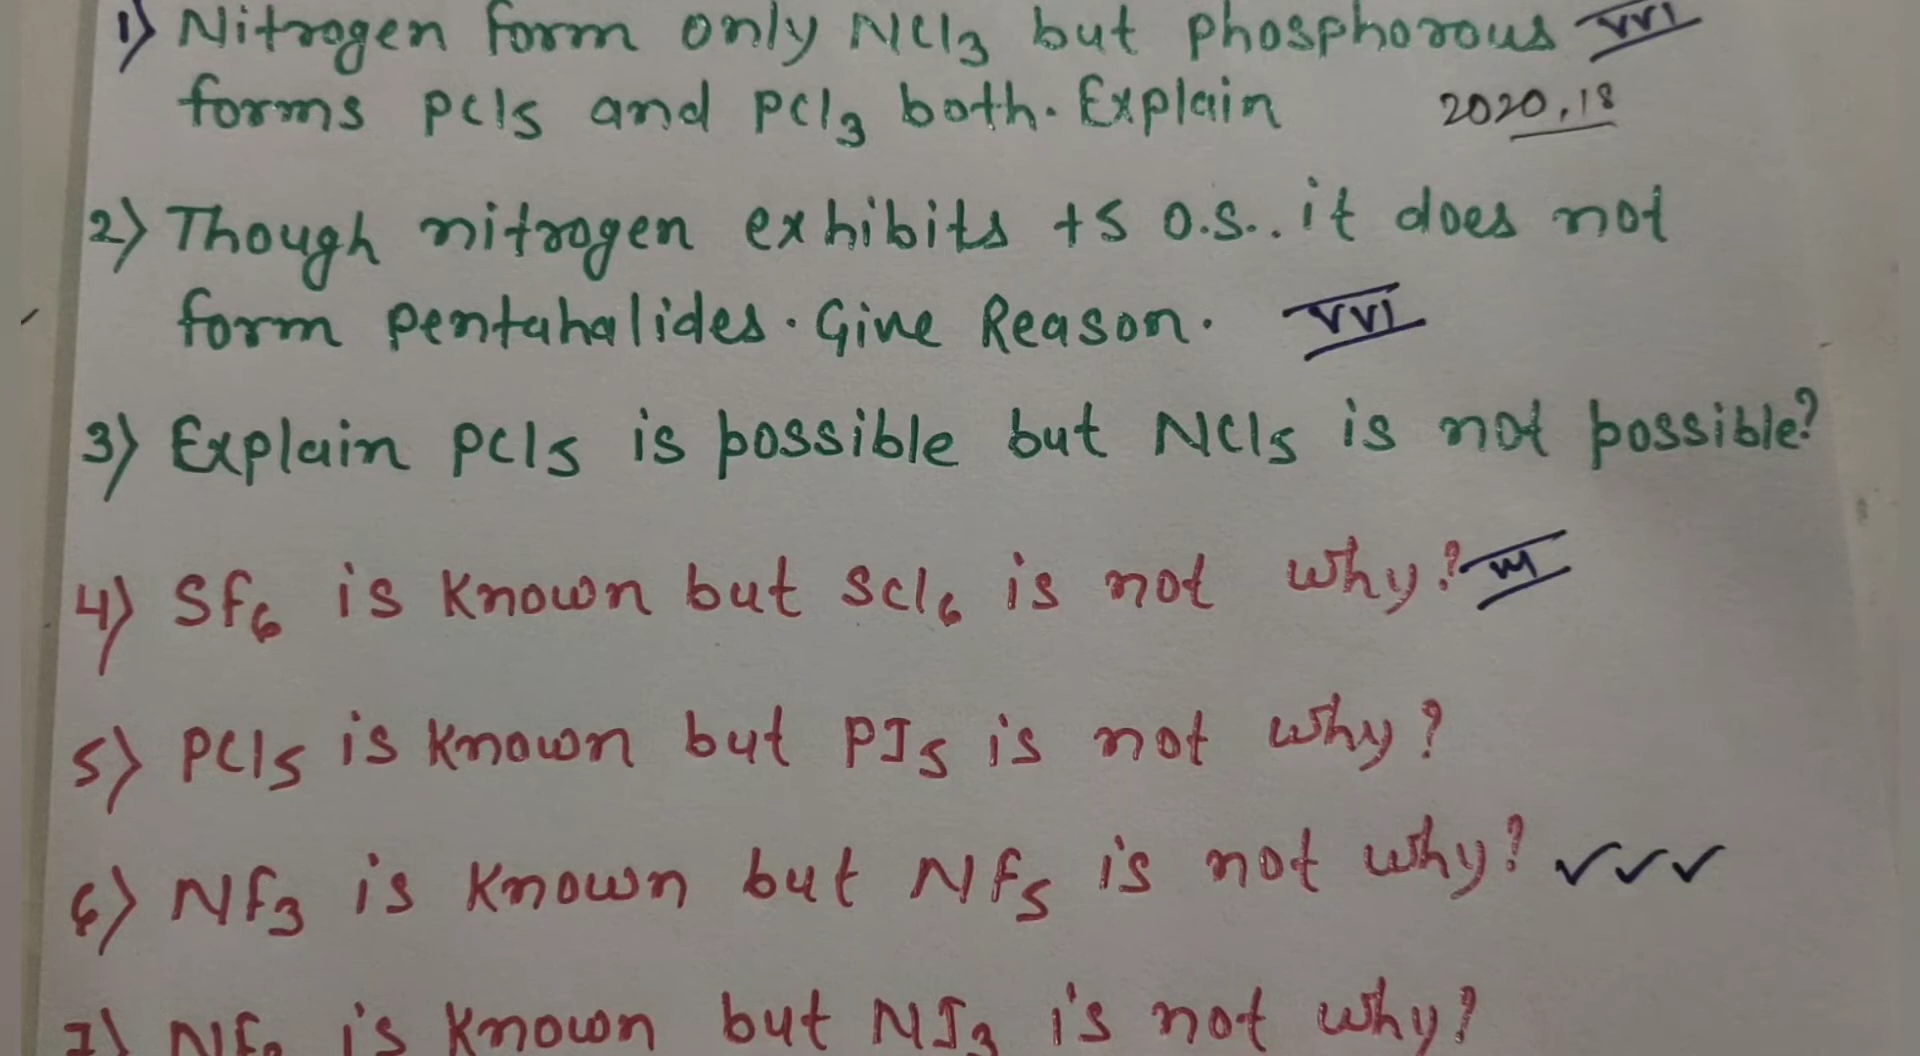 1) Nitrogen form only NCl3 but phosphorous VVI
forms PCl5 and PCl3 both. Explain 2020,18
2) Though nitrogen exhibits +5 O.S.. it does not
form pentahalides. Give Reason. VVI
3) Explain PCl5 is possible but NCl5 is not possible?
4) SF6 is known but SCl6 is not why?
5) PCl5 is known but PI5 is not why?
6) NF3 is known but NF5 is not why? ✓✓✓
7) NF3 is known but NI3 is not why?